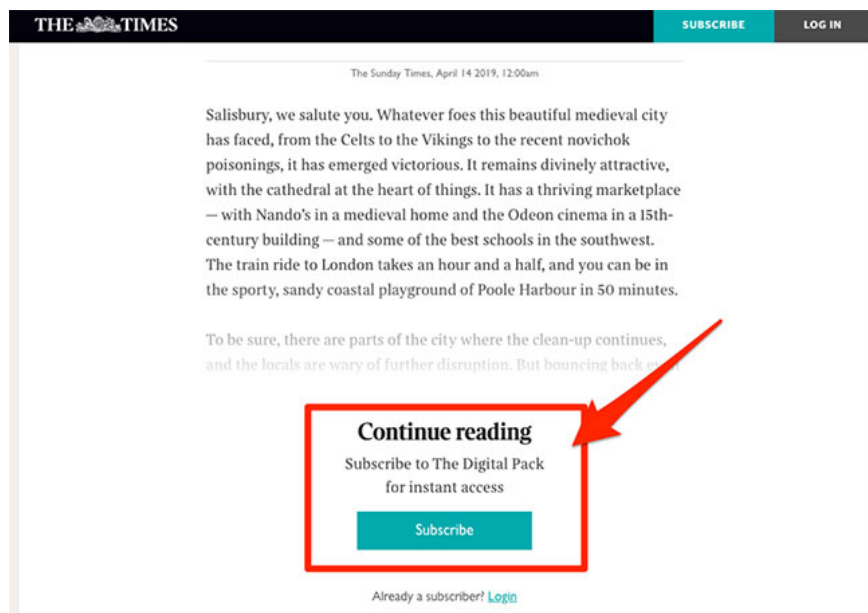 THE TIMES
SUBSCRIBE
LOG IN
The Sunday Times, April 14 2019, 12:00am
Salisbury, we salute you. Whatever foes this beautiful medieval city
has faced, from the Celts to the Vikings to the recent novichok
poisonings, it has emerged victorious. It remains divinely attractive,
with the cathedral at the heart of things. It has a thriving marketplace
— with Nando’s in a medieval home and the Odeon cinema in a 15th-
century building — and some of the best schools in the southwest.
The train ride to London takes an hour and a half, and you can be in
the sporty, sandy coastal playground of Poole Harbour in 50 minutes.
To be sure, there are parts of the city where the clean-up continues,
and the locals are wary of further disruption. But bouncing back
Continue reading
Subscribe to The Digital Pack
for instant access
Subscribe
Already a subscriber? Login